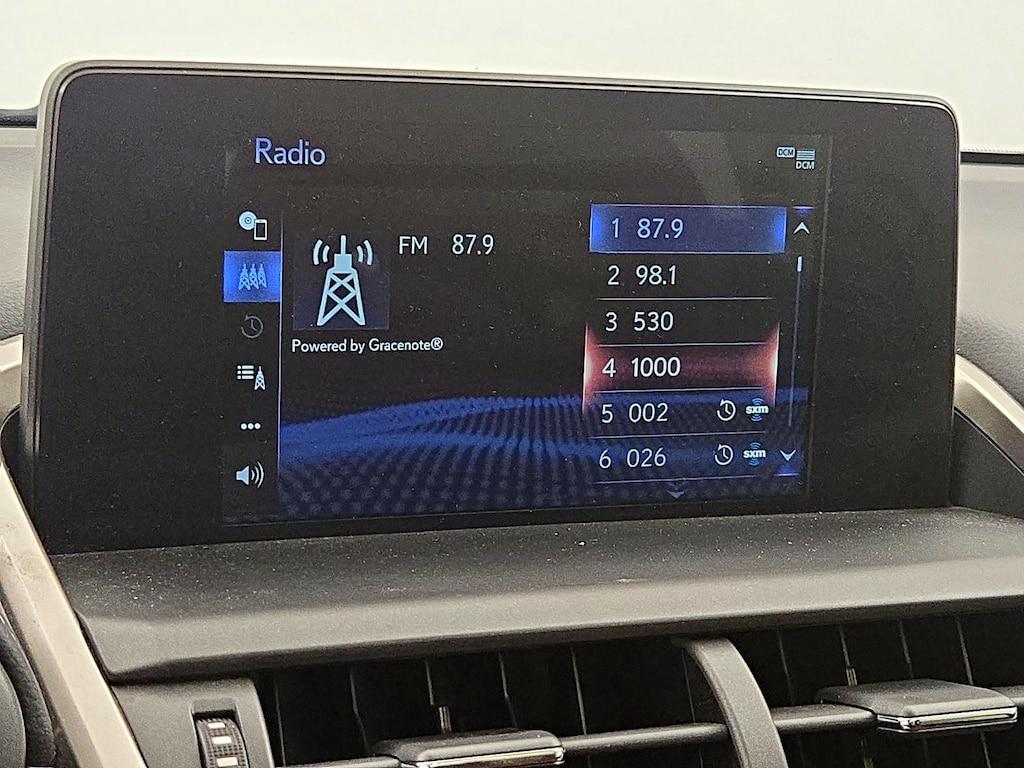 Radio
DCM
DCM
FM 87.9
Powered by Gracenote®
1 87.9
2 98.1
3 530
4 1000
5 002 sxm
6 026 sxm